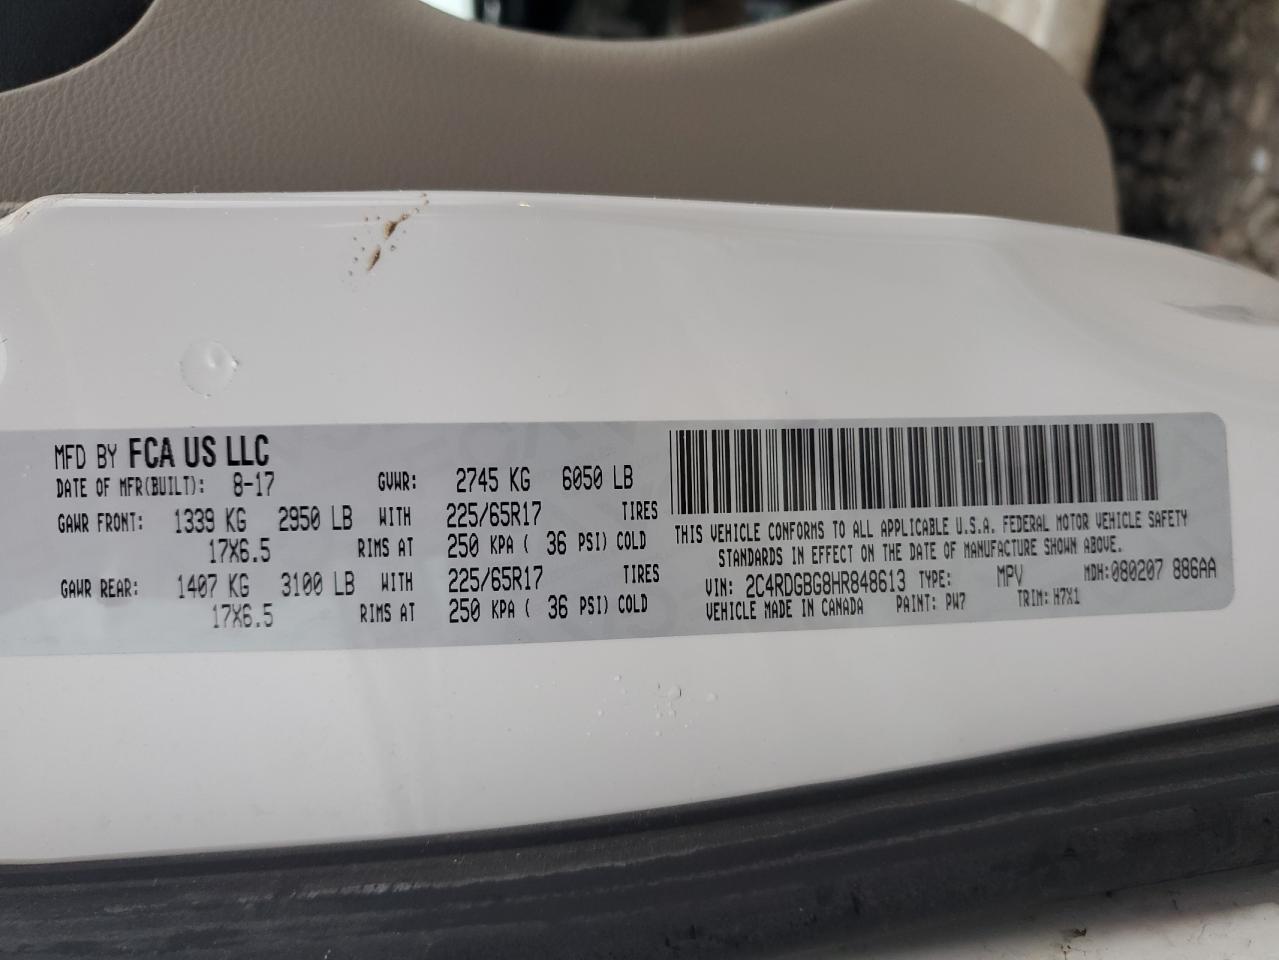 MFD BY FCA US LLC
DATE OF MFR(BUILT): 8-17 GVWR: 2745 KG 6050 LB
GAWR FRONT: 1339 KG 2950 LB WITH 225/65R17 TIRES
17X6.5 RIMS AT 250 KPA ( 36 PSI) COLD
GAWR REAR: 1407 KG 3100 LB WITH 225/65R17 TIRES
17X6.5 RIMS AT 250 KPA ( 36 PSI) COLD
THIS VEHICLE CONFORMS TO ALL APPLICABLE U.S.A. FEDERAL MOTOR VEHICLE SAFETY
STANDARDS IN EFFECT ON THE DATE OF MANUFACTURE SHOWN ABOVE.
VIN: 2C4RDGBG8HR848613 TYPE: MPV MDH:080207 886AA
VEHICLE MADE IN CANADA PAINT: PW7 TRIM: H7X1